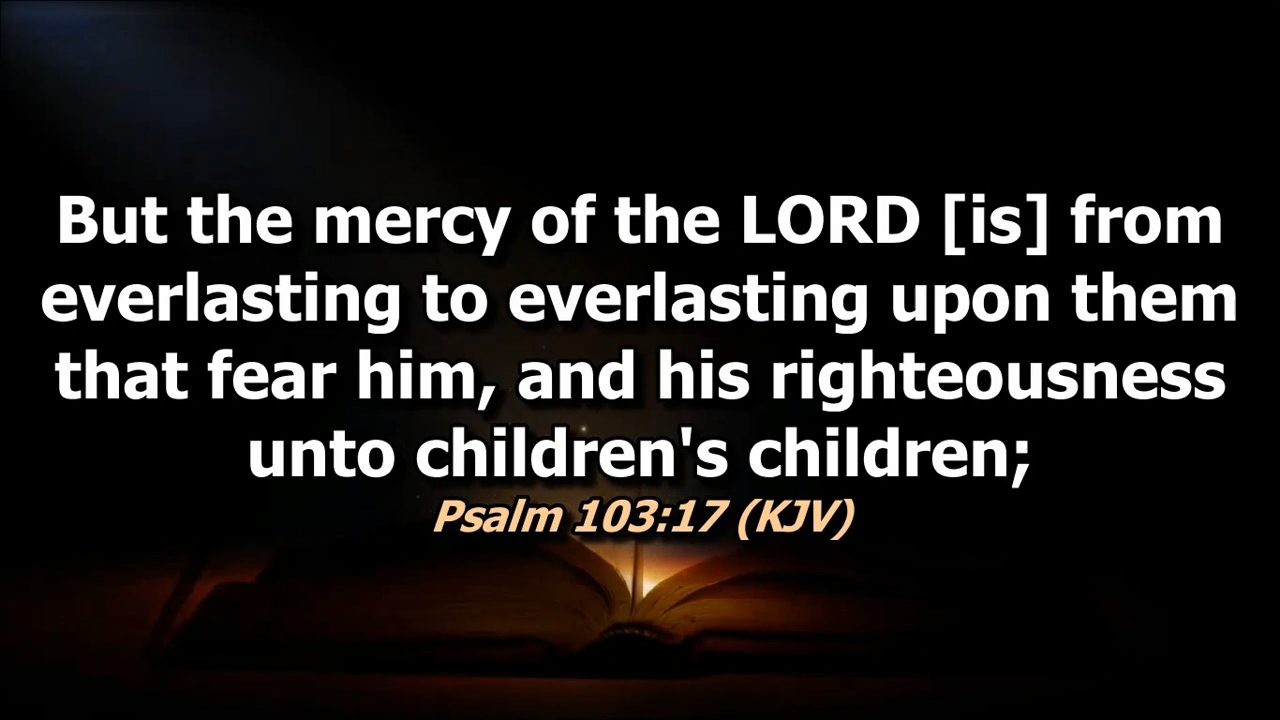 But the mercy of the LORD [is] from
everlasting to everlasting upon them
that fear him, and his righteousness
unto children's children;
Psalm 103:17 (KJV)